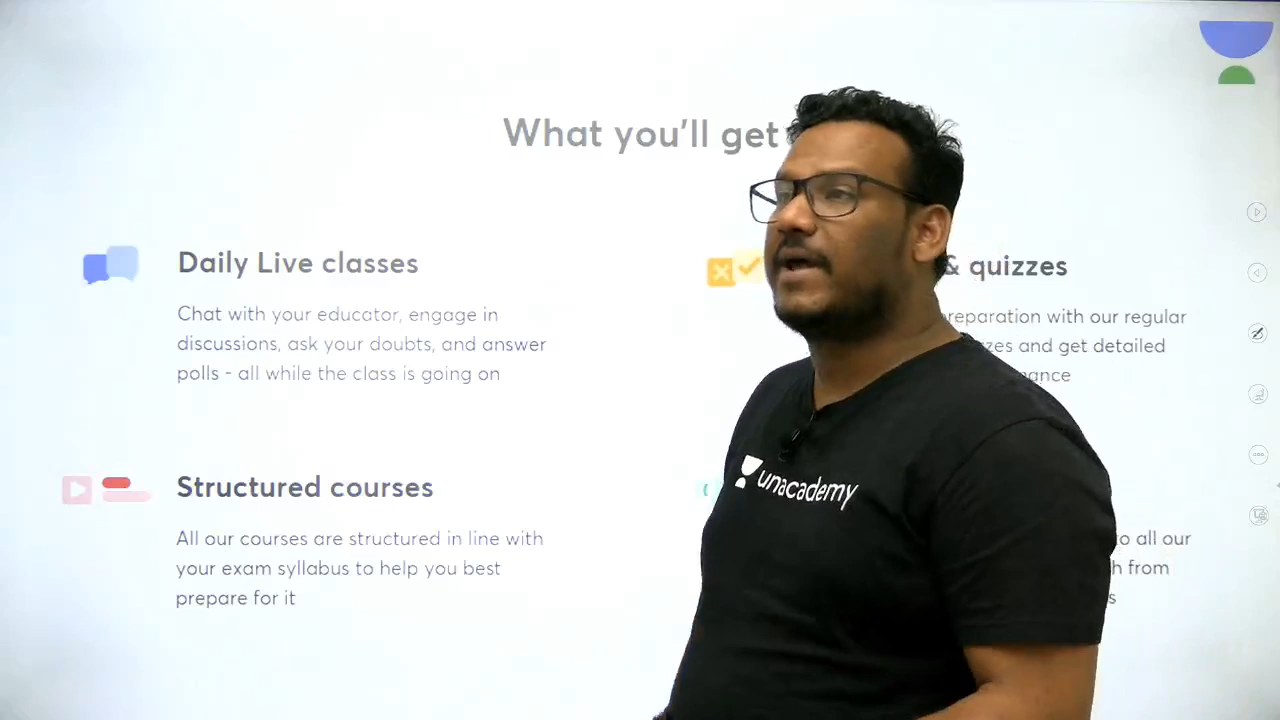 What you'll get
Daily Live classes
Chat with your educator, engage in
discussions, ask your doubts, and answer
polls - all while the class is going on
& quizzes
with our regular
and get detailed
Structured courses
All our courses are structured in line with
your exam syllabus to help you best
prepare for it
to all our
from
unacademy